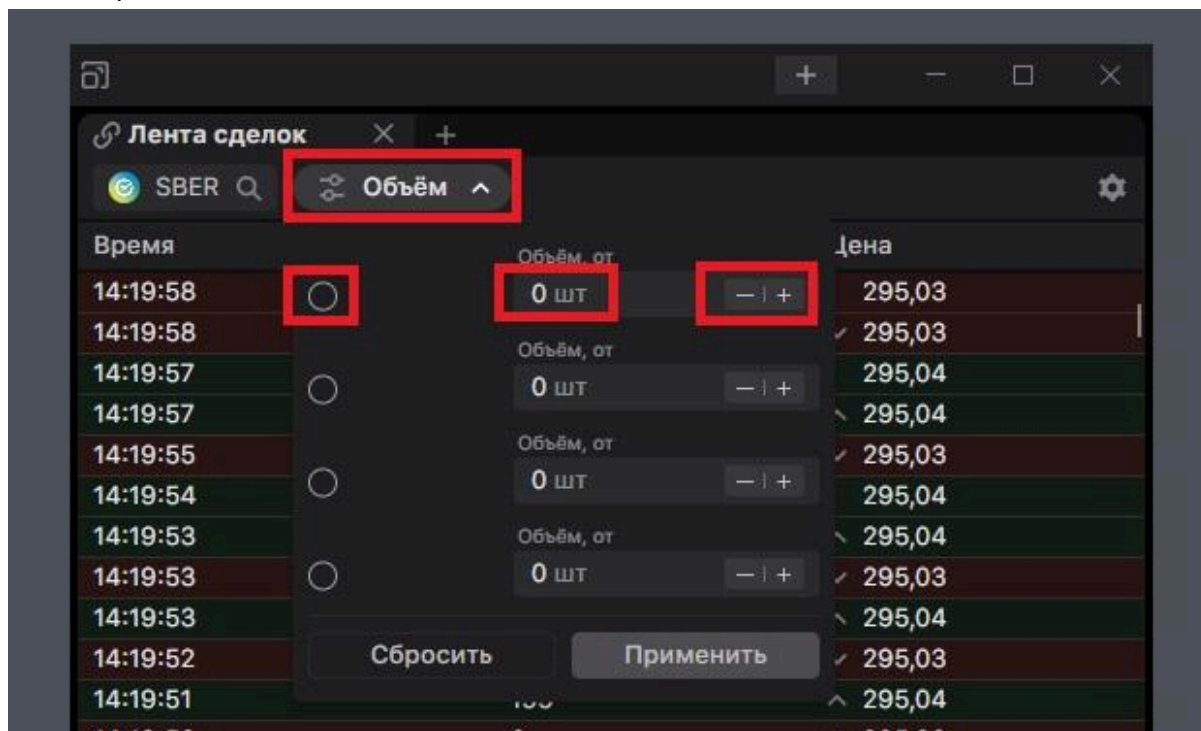 Лента сделок
SBER Объём
Время Цена
Объём, от
14:19:58 0 шт 295,03
14:19:58 295,03
Объём, от
14:19:57 0 шт 295,04
14:19:57 295,04
Объём, от
14:19:55 295,03
14:19:54 0 шт 295,04
Объём, от
14:19:53 295,04
14:19:53 0 шт 295,03
14:19:53 295,04
14:19:52 Сбросить Применить 295,03
14:19:51 295,04